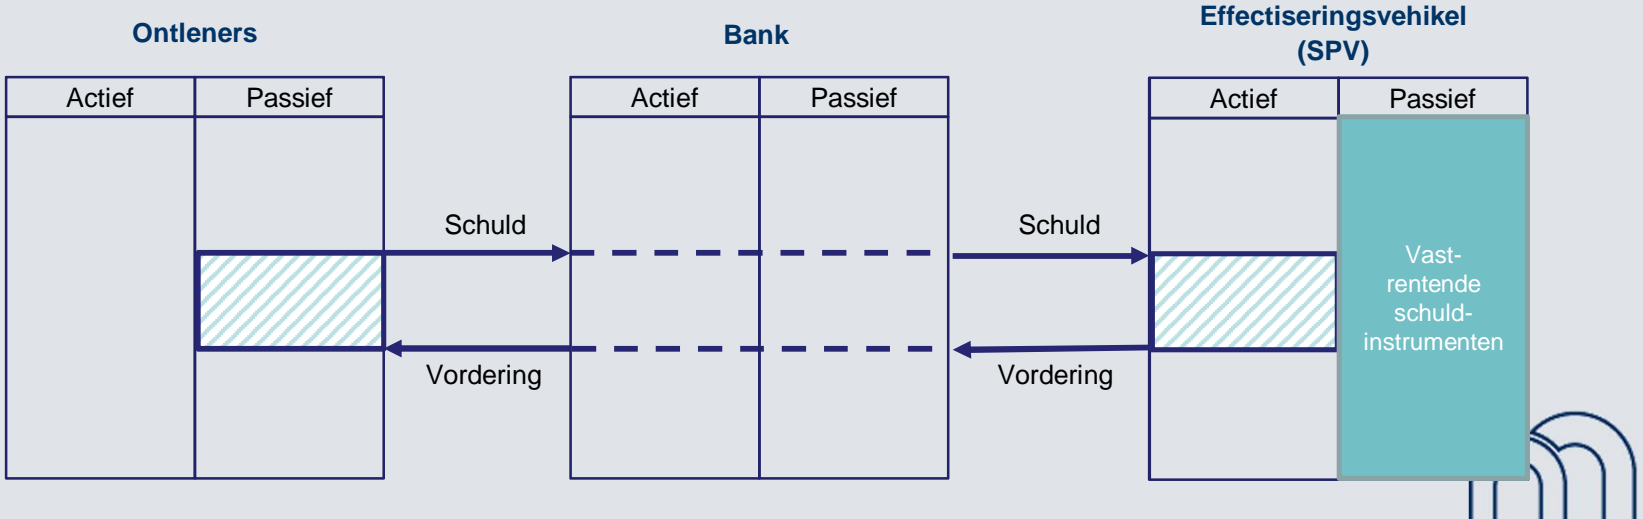 Ontleners
Bank
Effectiseringsvehikel
(SPV)
Actief
Passief
Actief
Passief
Actief
Passief
Schuld
Schuld
Vast-
rentende
schuld-
instrumenten
Vordering
Vordering